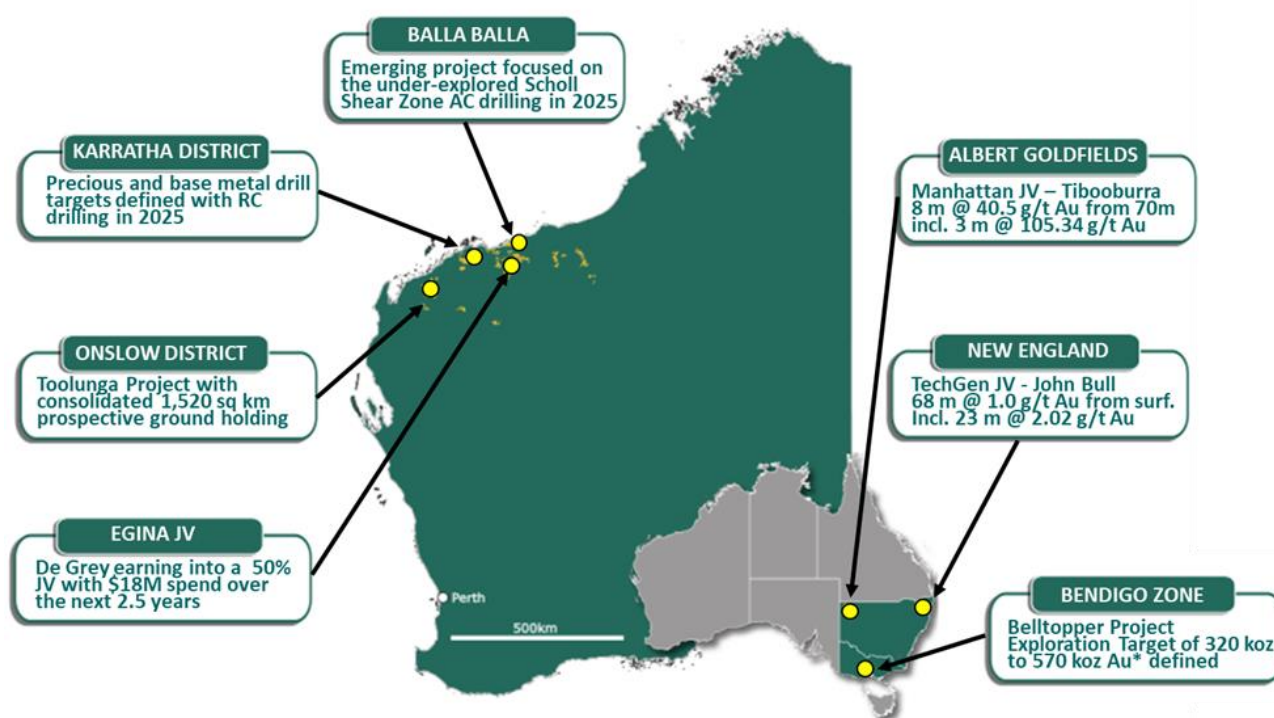 BALLA BALLA
Emerging project focused on
the under-explored Scholl
Shear Zone AC drilling in 2025
KARRATHA DISTRICT
Precious and base metal drill
targets defined with RC
drilling in 2025
ALBERT GOLDFIELDS
Manhattan JV – Tibooburra
8 m @ 40.5 g/t Au from 70m
incl. 3 m @ 105.34 g/t Au
ONSLOW DISTRICT
Toolunga Project with
consolidated 1,520 sq km
prospective ground holding
NEW ENGLAND
TechGen JV - John Bull
68 m @ 1.0 g/t Au from surf.
Incl. 23 m @ 2.02 g/t Au
EGINA JV
De Grey earning into a 50%
JV with $18M spend over
the next 2.5 years
Perth
500km
BENDIGO ZONE
Belltopper Project
Exploration Target of 320 koz
to 570 koz Au* defined